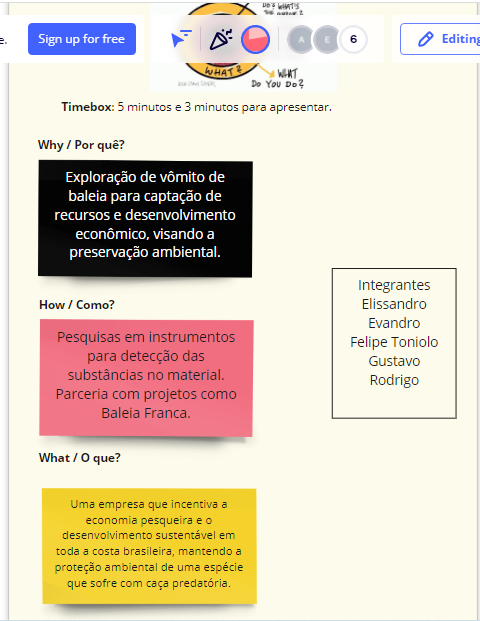 DO'S WHAT'S
e.
Sign up for free
A
E
6
Editing
WHAT?
WHAT
DO YOU DO?
Timebox: 5 minutos e 3 minutos para apresentar.
Why / Por quê?
Exploração de vômito de
baleia para captação de
recursos e desenvolvimento
econômico, visando a
preservação ambiental.
Integrantes
Elissandro
Evandro
Felipe Toniolo
Gustavo
Rodrigo
How / Como?
Pesquisas em instrumentos
para detecção das
substâncias no material.
Parceria com projetos como
Baleia Franca.
What / O que?
Uma empresa que incentiva a
economia pesqueira e o
desenvolvimento sustentável em
toda a costa brasileira, mantendo a
proteção ambiental de uma espécie
que sofre com caça predatória.